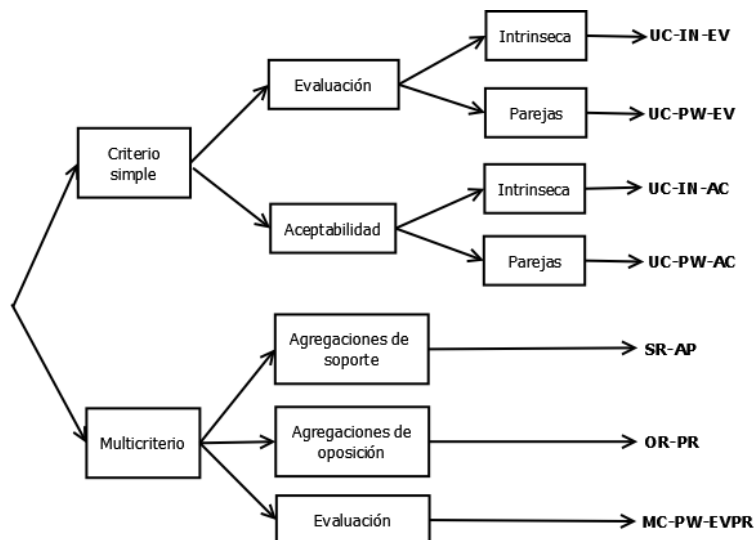 Intrinseca
UC-IN-EV
Evaluación
Parejas
UC-PW-EV
Criterio
simple
Intrinseca
UC-IN-AC
Aceptabilidad
Parejas
UC-PW-AC
Agregaciones de
soporte
SR-AP
Multicriterio
Agregaciones de
oposición
OR-PR
Evaluación
MC-PW-EVPR